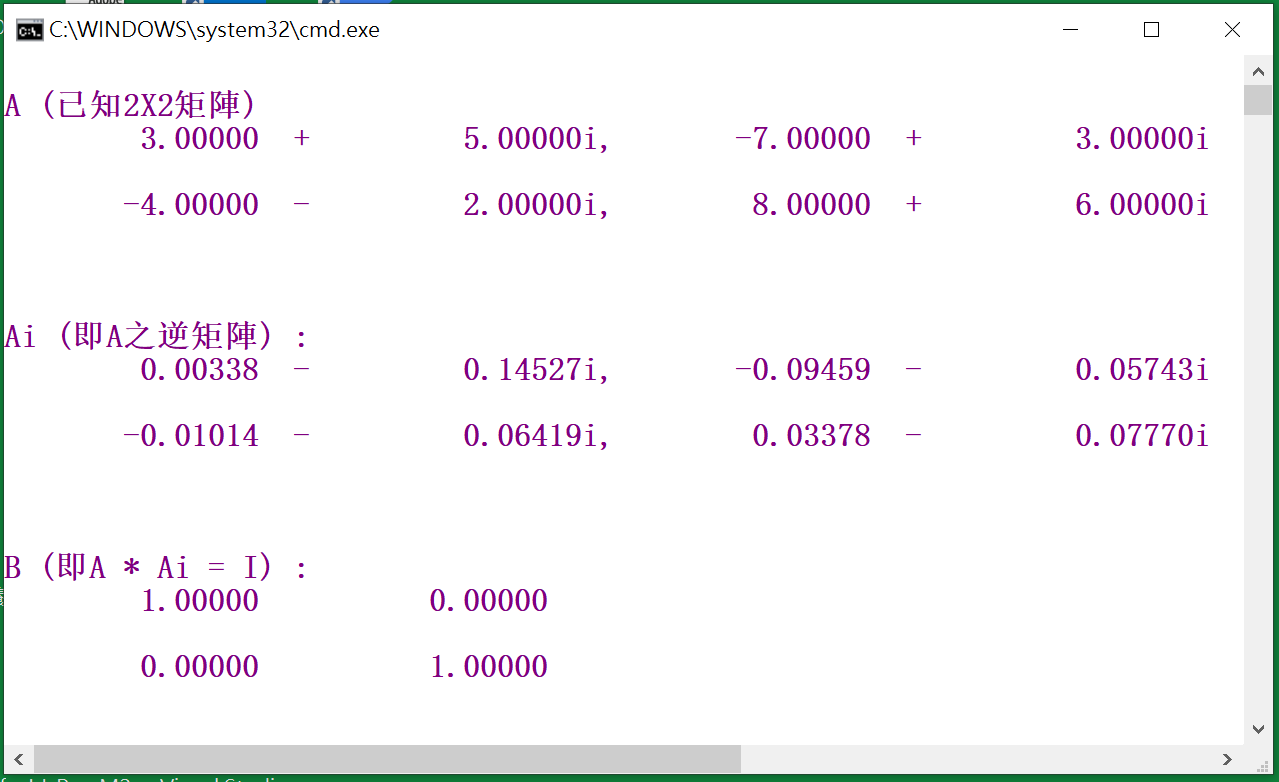 C:\WINDOWS\system32\cmd.exe
A (已知2X2矩陣)
3.00000 + 5.00000i, -7.00000 + 3.00000i
-4.00000 - 2.00000i, 8.00000 + 6.00000i
Ai (即A之逆矩陣) :
0.00338 - 0.14527i, -0.09459 - 0.05743i
-0.01014 - 0.06419i, 0.03378 - 0.07770i
B (即A * Ai = I) :
1.00000 0.00000
0.00000 1.00000